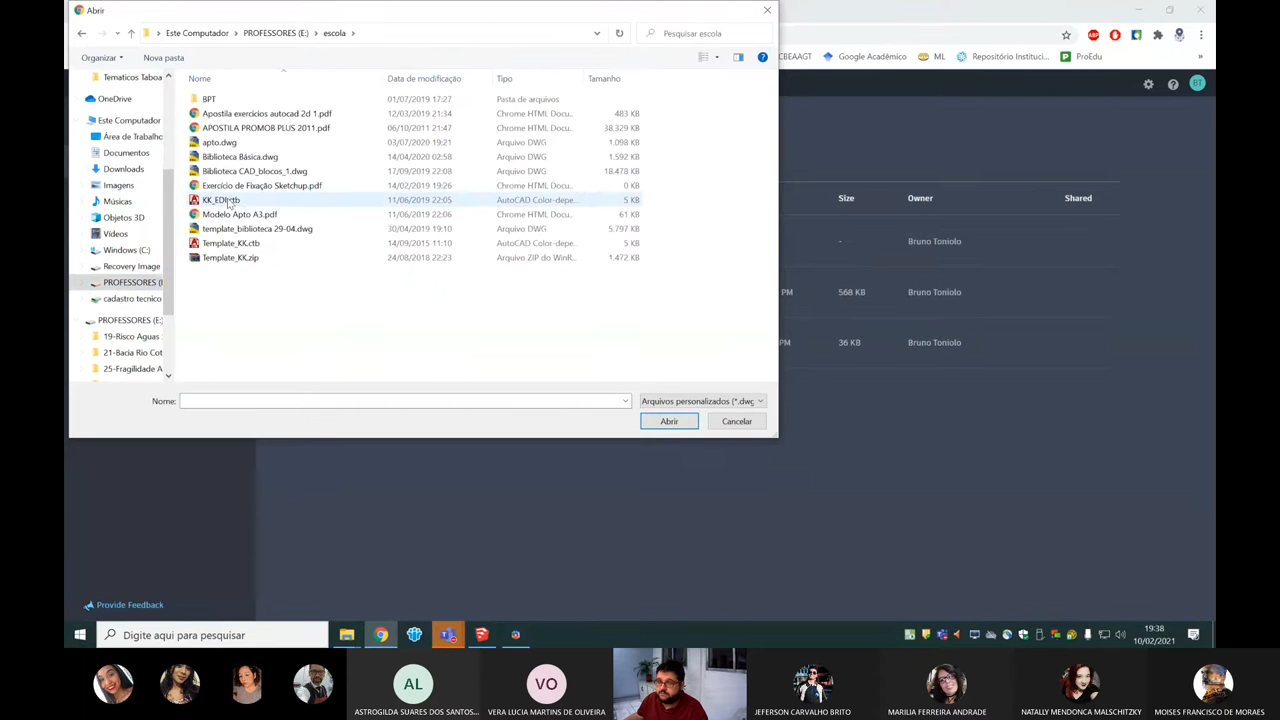 Abrir
Este Computador > PROFESSORES (E:) > escola >
Pesquisar escola
Organizar
Nova pasta
CBEAAGT
Google Acadêmico
ML
Repositório Instituci...
ProEdu
»
BT
Tematicos Taboa
OneDrive
Este Computador
Área de Trabalho
Documentos
Downloads
Imagens
Músicas
Objetos 3D
Vídeos
Windows (C:)
Recovery Image
PROFESSORES (
cadastro tecnico
PROFESSORES (E:
19-Risco Aguas
21-Bacia Rio Cot
25-Fragilidade A
Nome Data de modificação Tipo Tamanho
BPT 01/07/2019 17:27 Pasta de arquivos
Apostila exercicios autocad 2d 1.pdf 12/03/2019 21:34 Chrome HTML Docu... 483 KB
APOSTILA PROMOB PLUS 2011.pdf 06/10/2011 21:47 Chrome HTML Docu... 38.329 KB
apto.dwg 03/07/2020 19:21 Arquivo DWG 1.098 KB
Biblioteca Básica.dwg 14/04/2020 02:58 Arquivo DWG 1.592 KB
Biblioteca CAD_blocos_1.dwg 17/09/2018 22:08 Arquivo DWG 18.478 KB
Exercício de Fixação Sketchup.pdf 14/02/2019 19:26 Chrome HTML Docu... 0 KB
11/06/2019 22:05 AutoCAD Color-depe... 5 KB
Modelo Apto A3.pdf 11/06/2019 22:06 Chrome HTML Docu... 61 KB
template_biblioteca 29-04.dwg 30/04/2019 19:10 Arquivo DWG 5.797 KB
Template_KK.ctb 14/09/2015 11:10 AutoCAD Color-depe... 5 KB
Template_KK.zip 24/08/2018 22:23 Arquivo ZIP do WinR... 1.472 KB
Nome:
Arquivos personalizados (*.dwg
Abrir
Cancelar
Size Owner Shared
- Bruno Toniolo
PM 568 KB Bruno Toniolo
PM 36 KB Bruno Toniolo
Provide Feedback
Digite aqui para pesquisar
19:38
10/02/2021
AL
VO
ASTROGILDA SUARES DOS SANTOS...
VERA LUCIA MARTINS DE OLIVEIRA
JEFERSON CARVALHO BRITO
MARILIA FERREIRA ANDRADE
NATALLY MENDONCA MALSCHITZKY
MOISES FRANCISCO DE MORAES